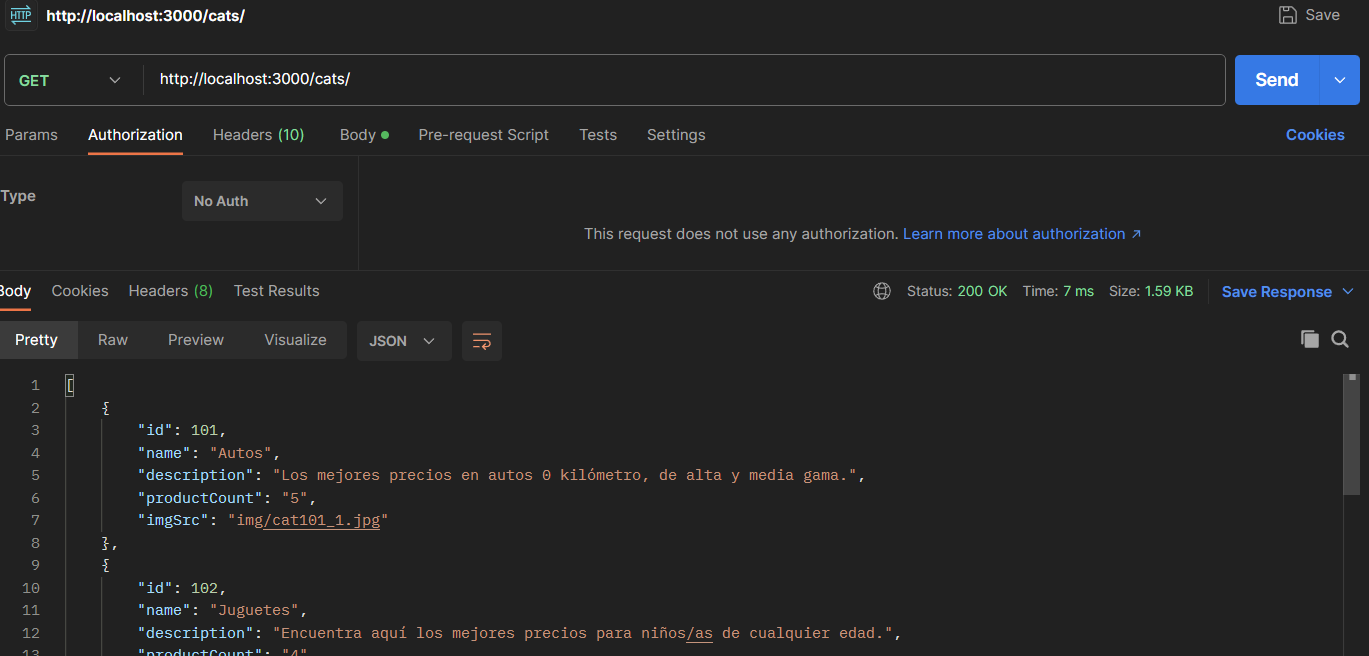 HTTP http://localhost:3000/cats/ Save
GET http://localhost:3000/cats/ Send
Params Authorization Headers (10) Body Pre-request Script Tests Settings Cookies
Type No Auth
This request does not use any authorization. Learn more about authorization ↗
Body Cookies Headers (8) Test Results Status: 200 OK Time: 7 ms Size: 1.59 KB Save Response
Pretty Raw Preview Visualize JSON
1 [
2 {
3 "id": 101,
4 "name": "Autos",
5 "description": "Los mejores precios en autos 0 kilómetro, de alta y media gama.",
6 "productCount": "5",
7 "imgSrc": "img/cat101_1.jpg"
8 },
9 {
10 "id": 102,
11 "name": "Juguetes",
12 "description": "Encuentra aquí los mejores precios para niños/as de cualquier edad.",
13 "productCount": "4"